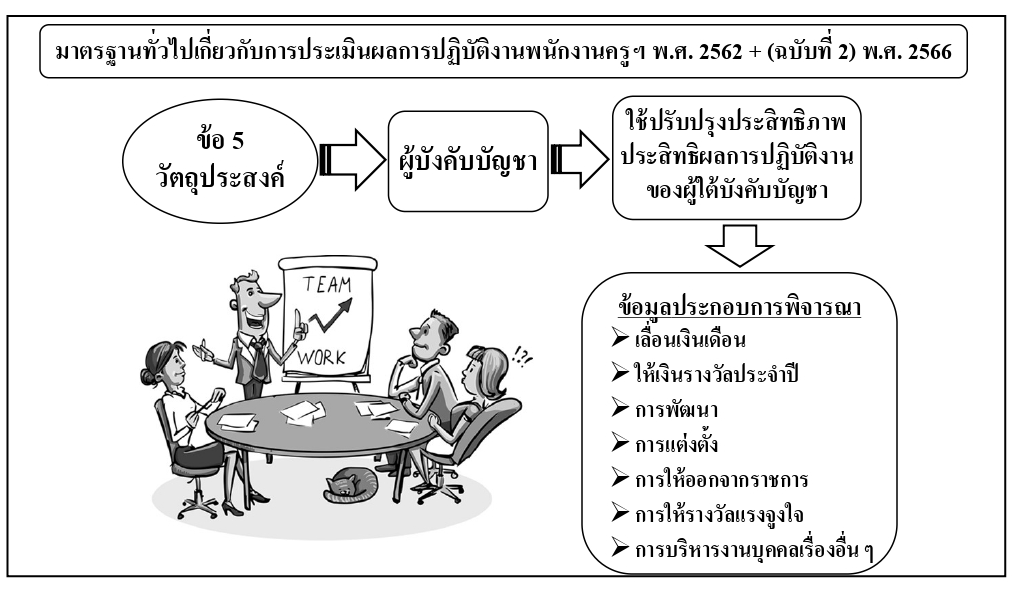 มาตรฐานทั่วไปเกี่ยวกับการประเมินผลการปฏิบัติงานพนักงานครูฯ พ.ศ. 2562 + (ฉบับที่ 2) พ.ศ. 2566
ข้อ 5
วัตถุประสงค์
ผู้บังคับบัญชา
ใช้ปรับปรุงประสิทธิภาพ
ประสิทธิผลการปฏิบัติงาน
ของผู้ใต้บังคับบัญชา
TEAM
WORK
!?!
ข้อมูลประกอบการพิจารณา
➢ เลื่อนเงินเดือน
➢ ให้เงินรางวัลประจำปี
➢ การพัฒนา
➢ การแต่งตั้ง
➢ การให้ออกจากราชการ
➢ การให้รางวัลแรงจูงใจ
➢ การบริหารงานบุคคลเรื่องอื่น ๆ